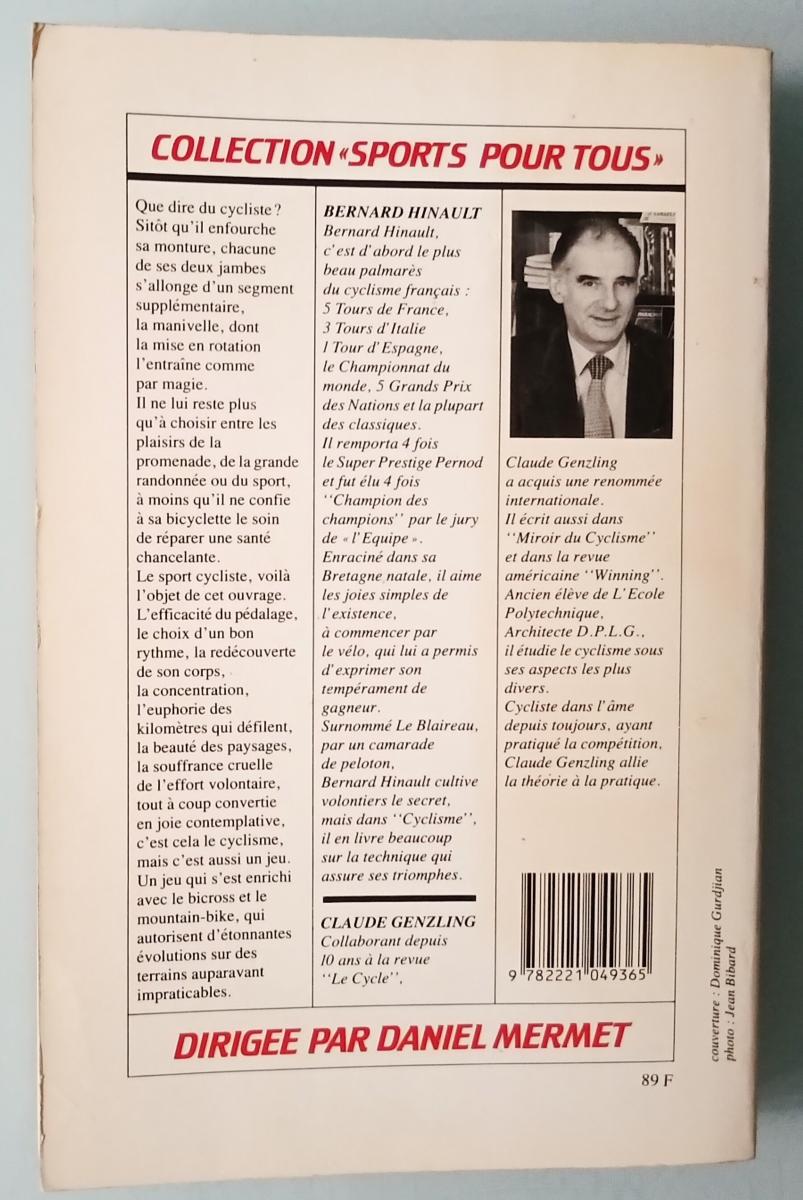 COLLECTION «SPORTS POUR TOUS»
Que dire du cycliste ?
Sitôt qu'il enfourche
sa monture, chacune
de ses deux jambes
s'allonge d'un segment
supplémentaire,
la manivelle, dont
la mise en rotation
l'entraîne comme
par magie.
Il ne lui reste plus
qu'à choisir entre les
plaisirs de la
promenade, de la grande
randonnée ou du sport,
à moins qu'il ne confie
à sa bicyclette le soin
de réparer une santé
chancelante.
Le sport cycliste, voilà
l'objet de cet ouvrage.
L'efficacité du pédalage,
le choix d'un bon
rythme, la redécouverte
de son corps,
la concentration,
l'euphorie des
kilomètres qui défilent,
la beauté des paysages,
la souffrance cruelle
de l'effort volontaire,
tout à coup convertie
en joie contemplative,
c'est cela le cyclisme,
mais c'est aussi un jeu.
Un jeu qui s'est enrichi
avec le bicross et le
mountain-bike, qui
autorisent d'étonnantes
évolutions sur des
terrains auparavant
impraticables.
BERNARD HINAULT
Bernard Hinault,
c'est d'abord le plus
beau palmarès
du cyclisme français :
5 Tours de France,
3 Tours d'Italie
1 Tour d'Espagne,
le Championnat du
monde, 5 Grands Prix
des Nations et la plupart
des classiques.
Il remporta 4 fois
le Super Prestige Pernod
et fut élu 4 fois
''Champion des
champions'' par le jury
de « l'Equipe ».
Enraciné dans sa
Bretagne natale, il aime
les joies simples de
l'existence,
à commencer par
le vélo, qui lui a permis
d'exprimer son
tempérament de
gagneur.
Surnommé Le Blaireau,
par un camarade
de peloton,
Bernard Hinault cultive
volontiers le secret,
mais dans ''Cyclisme'',
il en livre beaucoup
sur la technique qui
assure ses triomphes.
CLAUDE GENZLING
Collaborant depuis
10 ans à la revue
''Le Cycle'',
Claude Genzling
a acquis une renommée
internationale.
Il écrit aussi dans
''Miroir du Cyclisme''
et dans la revue
américaine ''Winning''.
Ancien élève de L'Ecole
Polytechnique,
Architecte D.P.L.G.,
il étudie le cyclisme sous
ses aspects les plus
divers.
Cycliste dans l'âme
depuis toujours, ayant
pratiqué la compétition,
Claude Genzling allie
la théorie à la pratique.
9 782221 049365
couverture : Dominique Gurdjian
photo : Jean Bibard
DIRIGEE PAR DANIEL MERMET
89 F